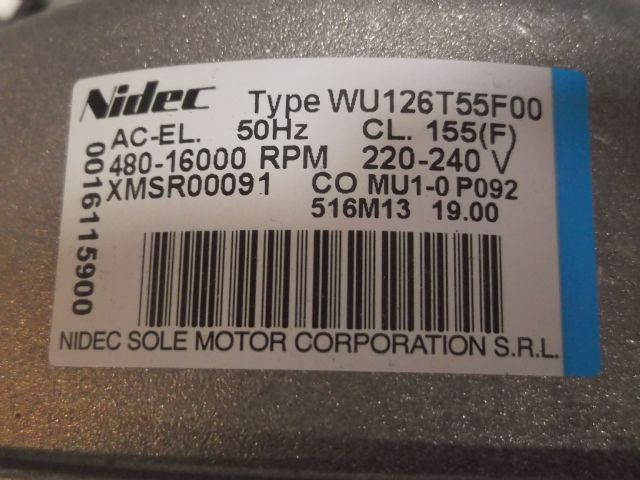 Nidec Type WU126T55F00
AC-EL. 50Hz CL. 155(F)
480-16000 RPM 220-240 V
XMSR00091 CO MU1-0 P092
516M13 19.00
0016115900
NIDEC SOLE MOTOR CORPORATION S.R.L.